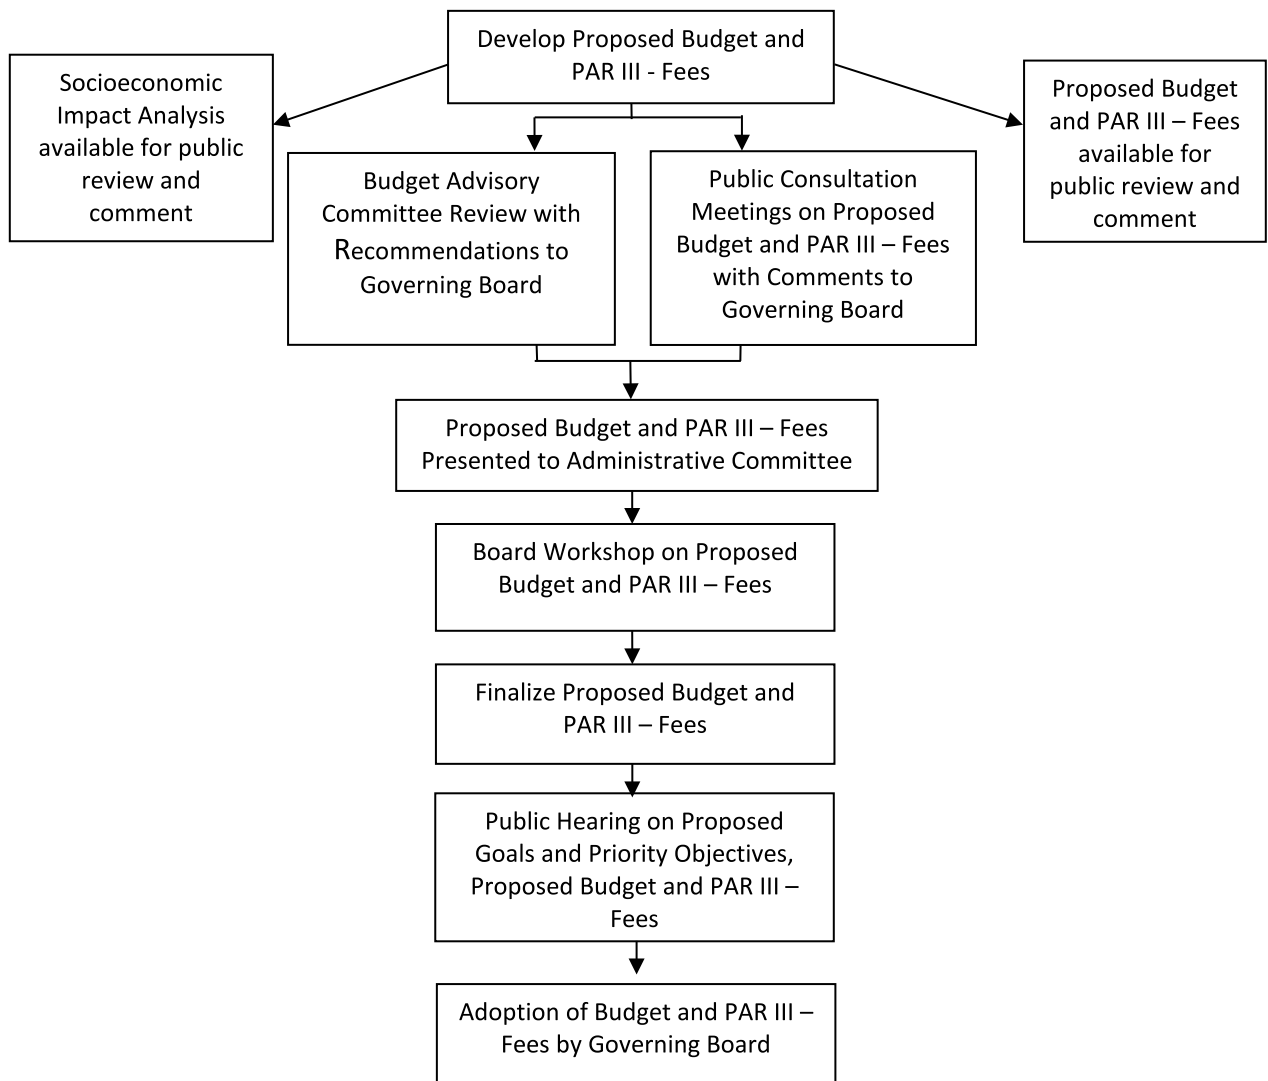 Develop Proposed Budget and
PAR III - Fees
Socioeconomic
Impact Analysis
available for public
review and
comment
Proposed Budget
and PAR III – Fees
available for
public review and
comment
Budget Advisory
Committee Review with
Recommendations to
Governing Board
Public Consultation
Meetings on Proposed
Budget and PAR III – Fees
with Comments to
Governing Board
Proposed Budget and PAR III – Fees
Presented to Administrative Committee
Board Workshop on Proposed
Budget and PAR III – Fees
Finalize Proposed Budget and
PAR III – Fees
Public Hearing on Proposed
Goals and Priority Objectives,
Proposed Budget and PAR III –
Fees
Adoption of Budget and PAR III –
Fees by Governing Board